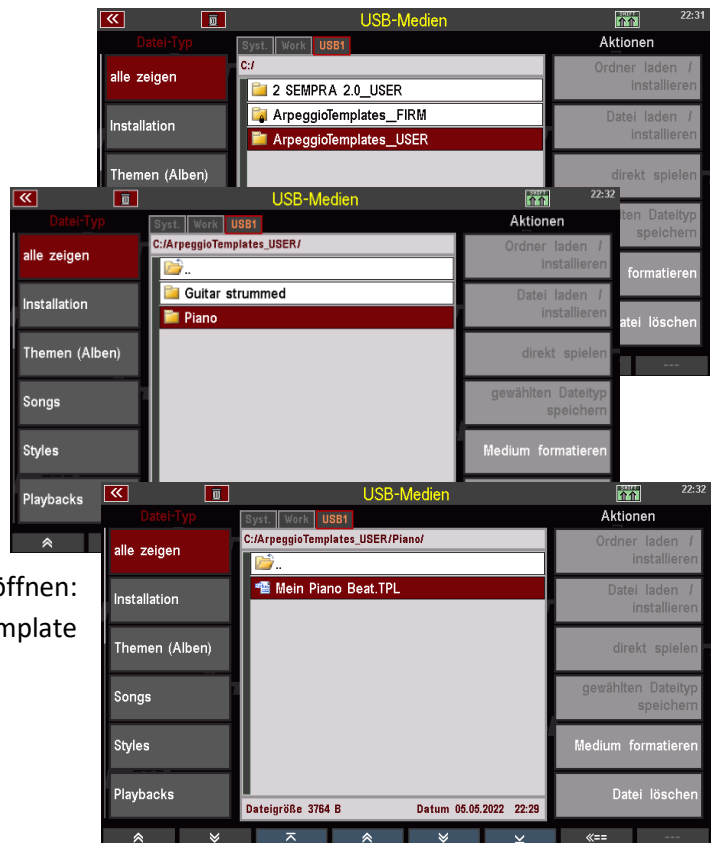 USB-Medien
22:31
Datei-Typ
Syst. Work USB1
Aktionen
alle zeigen
C:/
Ordner laden /
installieren
2 SEMPRA 2.0_USER
Installation
ArpeggioTemplates__FIRM
Datei laden /
installieren
ArpeggioTemplates__USER
Themen (Alben)
direkt spielen
ten Dateityp
speichern
formatieren
atei löschen
---
USB-Medien
22:32
Datei-Typ
Syst. Work USB1
Aktionen
alle zeigen
C:/ArpeggioTemplates_USER/
Ordner laden /
installieren
..
Guitar strummed
Installation
Piano
Datei laden /
installieren
Themen (Alben)
direkt spielen
Songs
gewählten Dateityp
speichern
Styles
Medium formatieren
Playbacks
öffnen:
mplate
USB-Medien
22:32
Datei-Typ
Syst. Work USB1
Aktionen
alle zeigen
C:/ArpeggioTemplates_USER/Piano/
Ordner laden /
installieren
..
Mein Piano Beat.TPL
Installation
Datei laden /
installieren
Themen (Alben)
direkt spielen
Songs
gewählten Dateityp
speichern
Styles
Medium formatieren
Playbacks
Datei löschen
Dateigröße 3764 B Datum 05.05.2022 22:29
«==
---